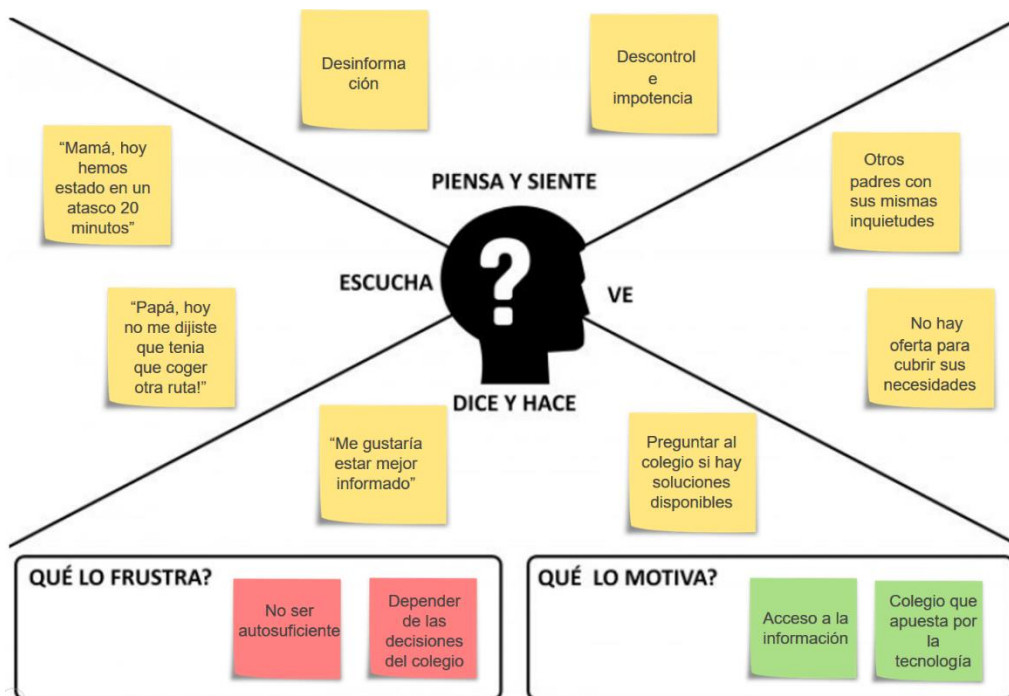 Desinforma
ción
Descontrol
e
impotencia
“Mamá, hoy
hemos
estado en un
atasco 20
minutos”
PIENSA Y SIENTE
Otros
padres con
sus mismas
inquietudes
ESCUCHA
?
VE
“Papá, hoy
no me dijiste
que tenia
que coger
otra ruta!”
No hay
oferta para
cubrir sus
necesidades
DICE Y HACE
“Me gustaría
estar mejor
informado”
Preguntar al
colegio si hay
soluciones
disponibles
QUÉ LO FRUSTRA?
No ser
autosuficiente
Depender
de las
decisiones
del colegio
QUÉ LO MOTIVA?
Acceso a la
información
Colegio que
apuesta por
la
tecnología